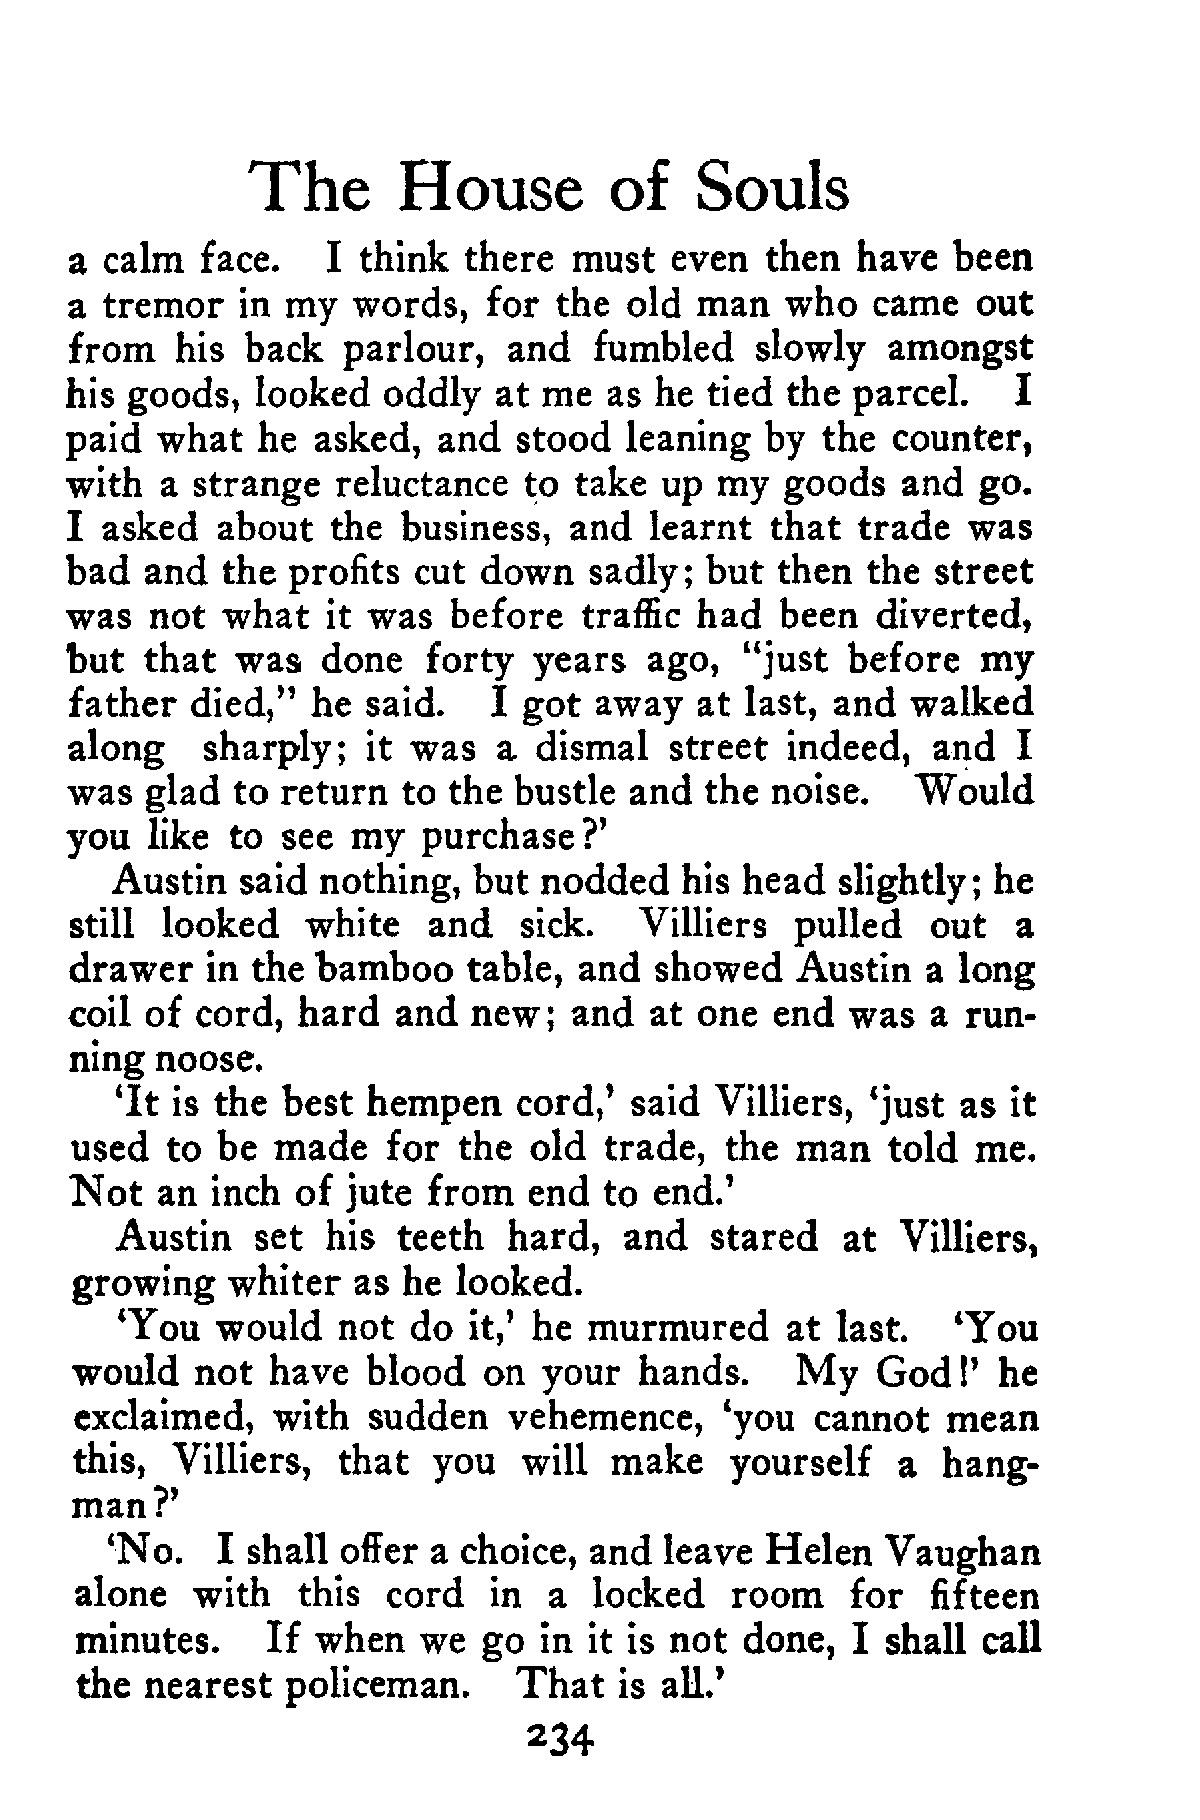 The House of Souls
a calm face. I think there must even then have been
a tremor in my words, for the old man who came out
from his back parlour, and fumbled slowly amongst
his goods, looked oddly at me as he tied the parcel. I
paid what he asked, and stood leaning by the counter,
with a strange reluctance to take up my goods and go.
I asked about the business, and learnt that trade was
bad and the profits cut down sadly; but then the street
was not what it was before traffic had been diverted,
but that was done forty years ago, "just before my
father died," he said. I got away at last, and walked
along sharply; it was a dismal street indeed, and I
was glad to return to the bustle and the noise. Would
you like to see my purchase?'
Austin said nothing, but nodded his head slightly; he
still looked white and sick. Villiers pulled out a
drawer in the bamboo table, and showed Austin a long
coil of cord, hard and new; and at one end was a run-
ning noose.
'It is the best hempen cord,' said Villiers, 'just as it
used to be made for the old trade, the man told me.
Not an inch of jute from end to end.'
Austin set his teeth hard, and stared at Villiers,
growing whiter as he looked.
'You would not do it,' he murmured at last. 'You
would not have blood on your hands. My God!' he
exclaimed, with sudden vehemence, 'you cannot mean
this, Villiers, that you will make yourself a hang-
man?'
'No. I shall offer a choice, and leave Helen Vaughan
alone with this cord in a locked room for fifteen
minutes. If when we go in it is not done, I shall call
the nearest policeman. That is all.'
234